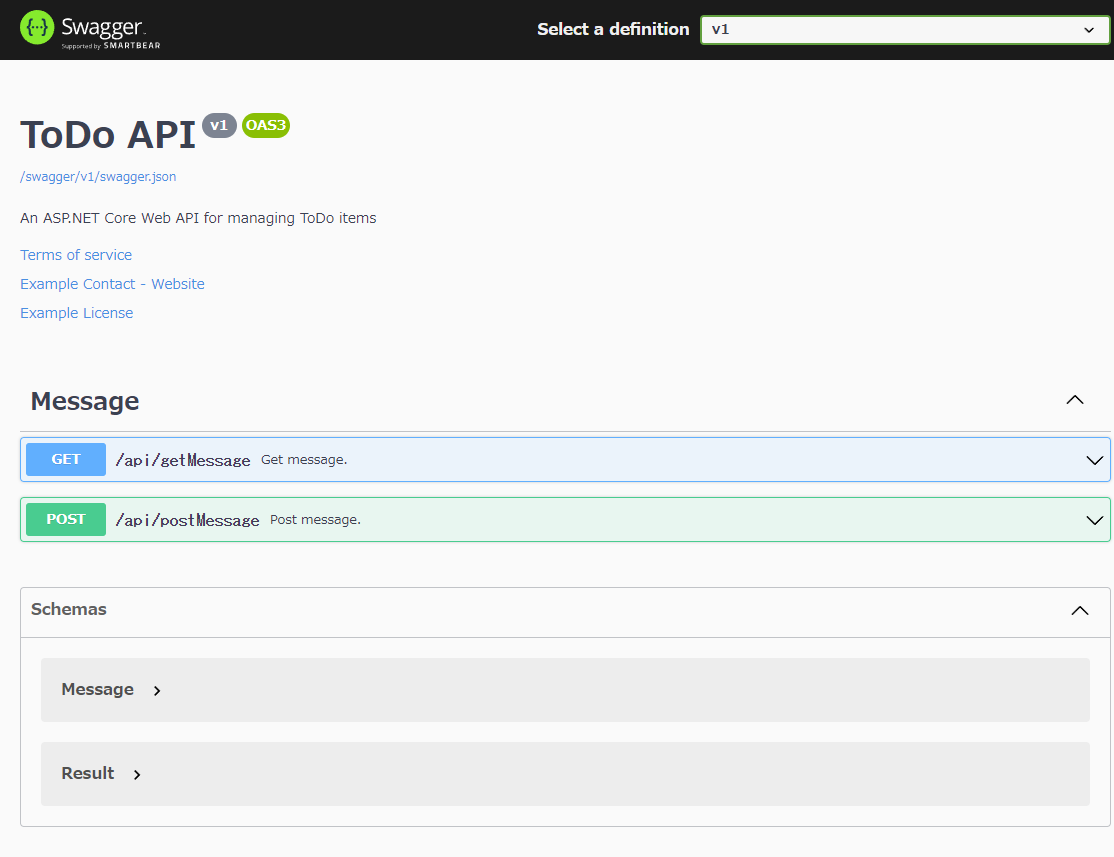 Swagger
Supported by SMARTBEAR
Select a definition
v1
ToDo API v1 OAS3
/swagger/v1/swagger.json
An ASP.NET Core Web API for managing ToDo items
Terms of service
Example Contact - Website
Example License
Message
GET /api/getMessage Get message.
POST /api/postMessage Post message.
Schemas
Message
Result